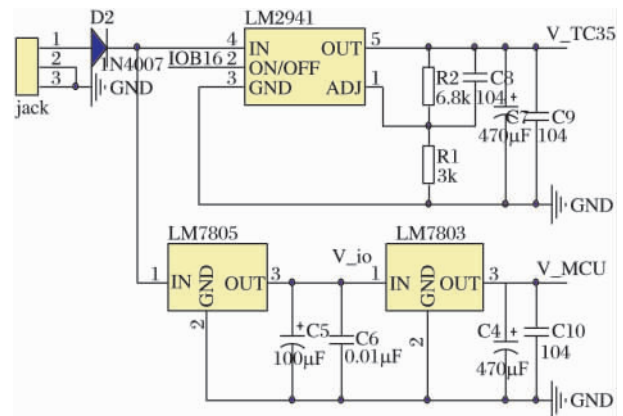 D2
LM2941
1
2
3
1N4007
GND
jack
IOB16
4
2
3
IN
ON/OFF
GND
OUT
ADJ
5
1
V_TC35
R2
6.8k
C8
104
C7
470μF
C9
104
R1
3k
GND
LM7805
LM7803
1
IN
GND
OUT
3
2
V_io
1
IN
GND
OUT
3
2
V_MCU
C5
100μF
C6
0.01μF
C4
470μF
C10
104
GND